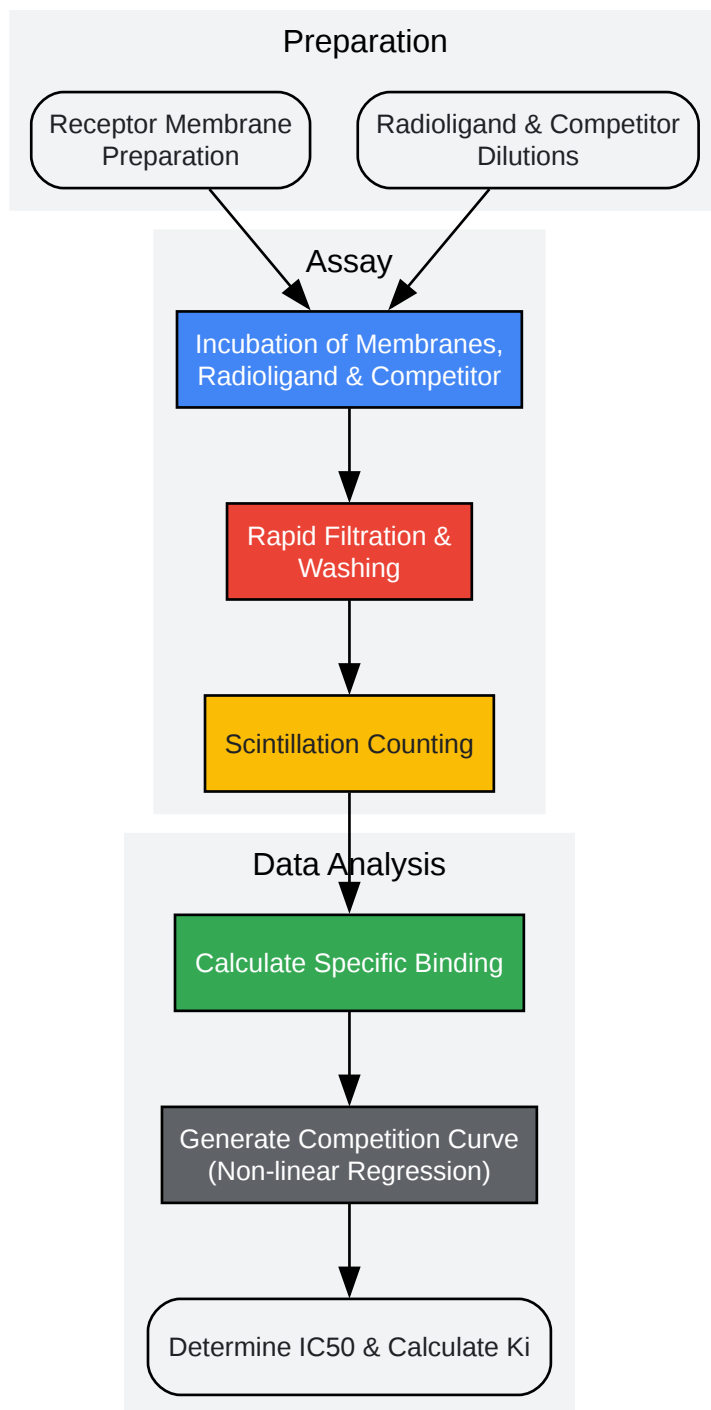 Preparation
Receptor Membrane
Preparation
Radioligand & Competitor
Dilutions
Assay
Incubation of Membranes,
Radioligand & Competitor
Rapid Filtration &
Washing
Scintillation Counting
Data Analysis
Calculate Specific Binding
Generate Competition Curve
(Non-linear Regression)
Determine IC50 & Calculate Ki